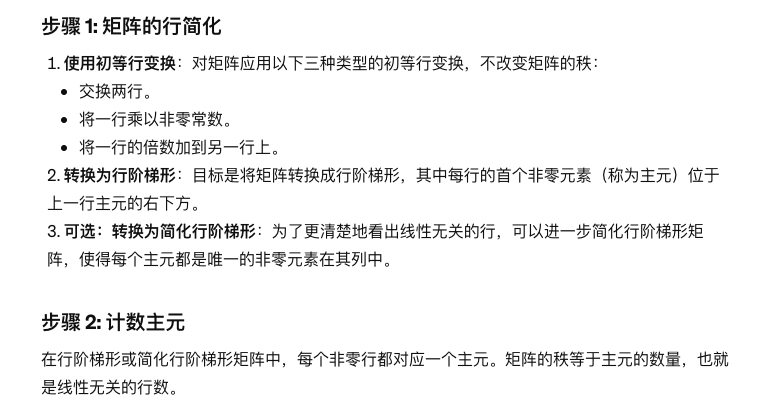 步骤 1: 矩阵的行简化
1. 使用初等行变换：对矩阵应用以下三种类型的初等行变换，不改变矩阵的秩：
• 交换两行。
• 将一行乘以非零常数。
• 将一行的倍数加到另一行上。
2. 转换为行阶梯形：目标是将矩阵转换成行阶梯形，其中每行的首个非零元素（称为主元）位于
上一行主元的右下方。
3. 可选：转换为简化行阶梯形：为了更清楚地看出线性无关的行，可以进一步简化行阶梯形矩
阵，使得每个主元都是唯一的非零元素在其列中。
步骤 2: 计数主元
在行阶梯形或简化行阶梯形矩阵中，每个非零行都对应一个主元。矩阵的秩等于主元的数量，也就
是线性无关的行数。